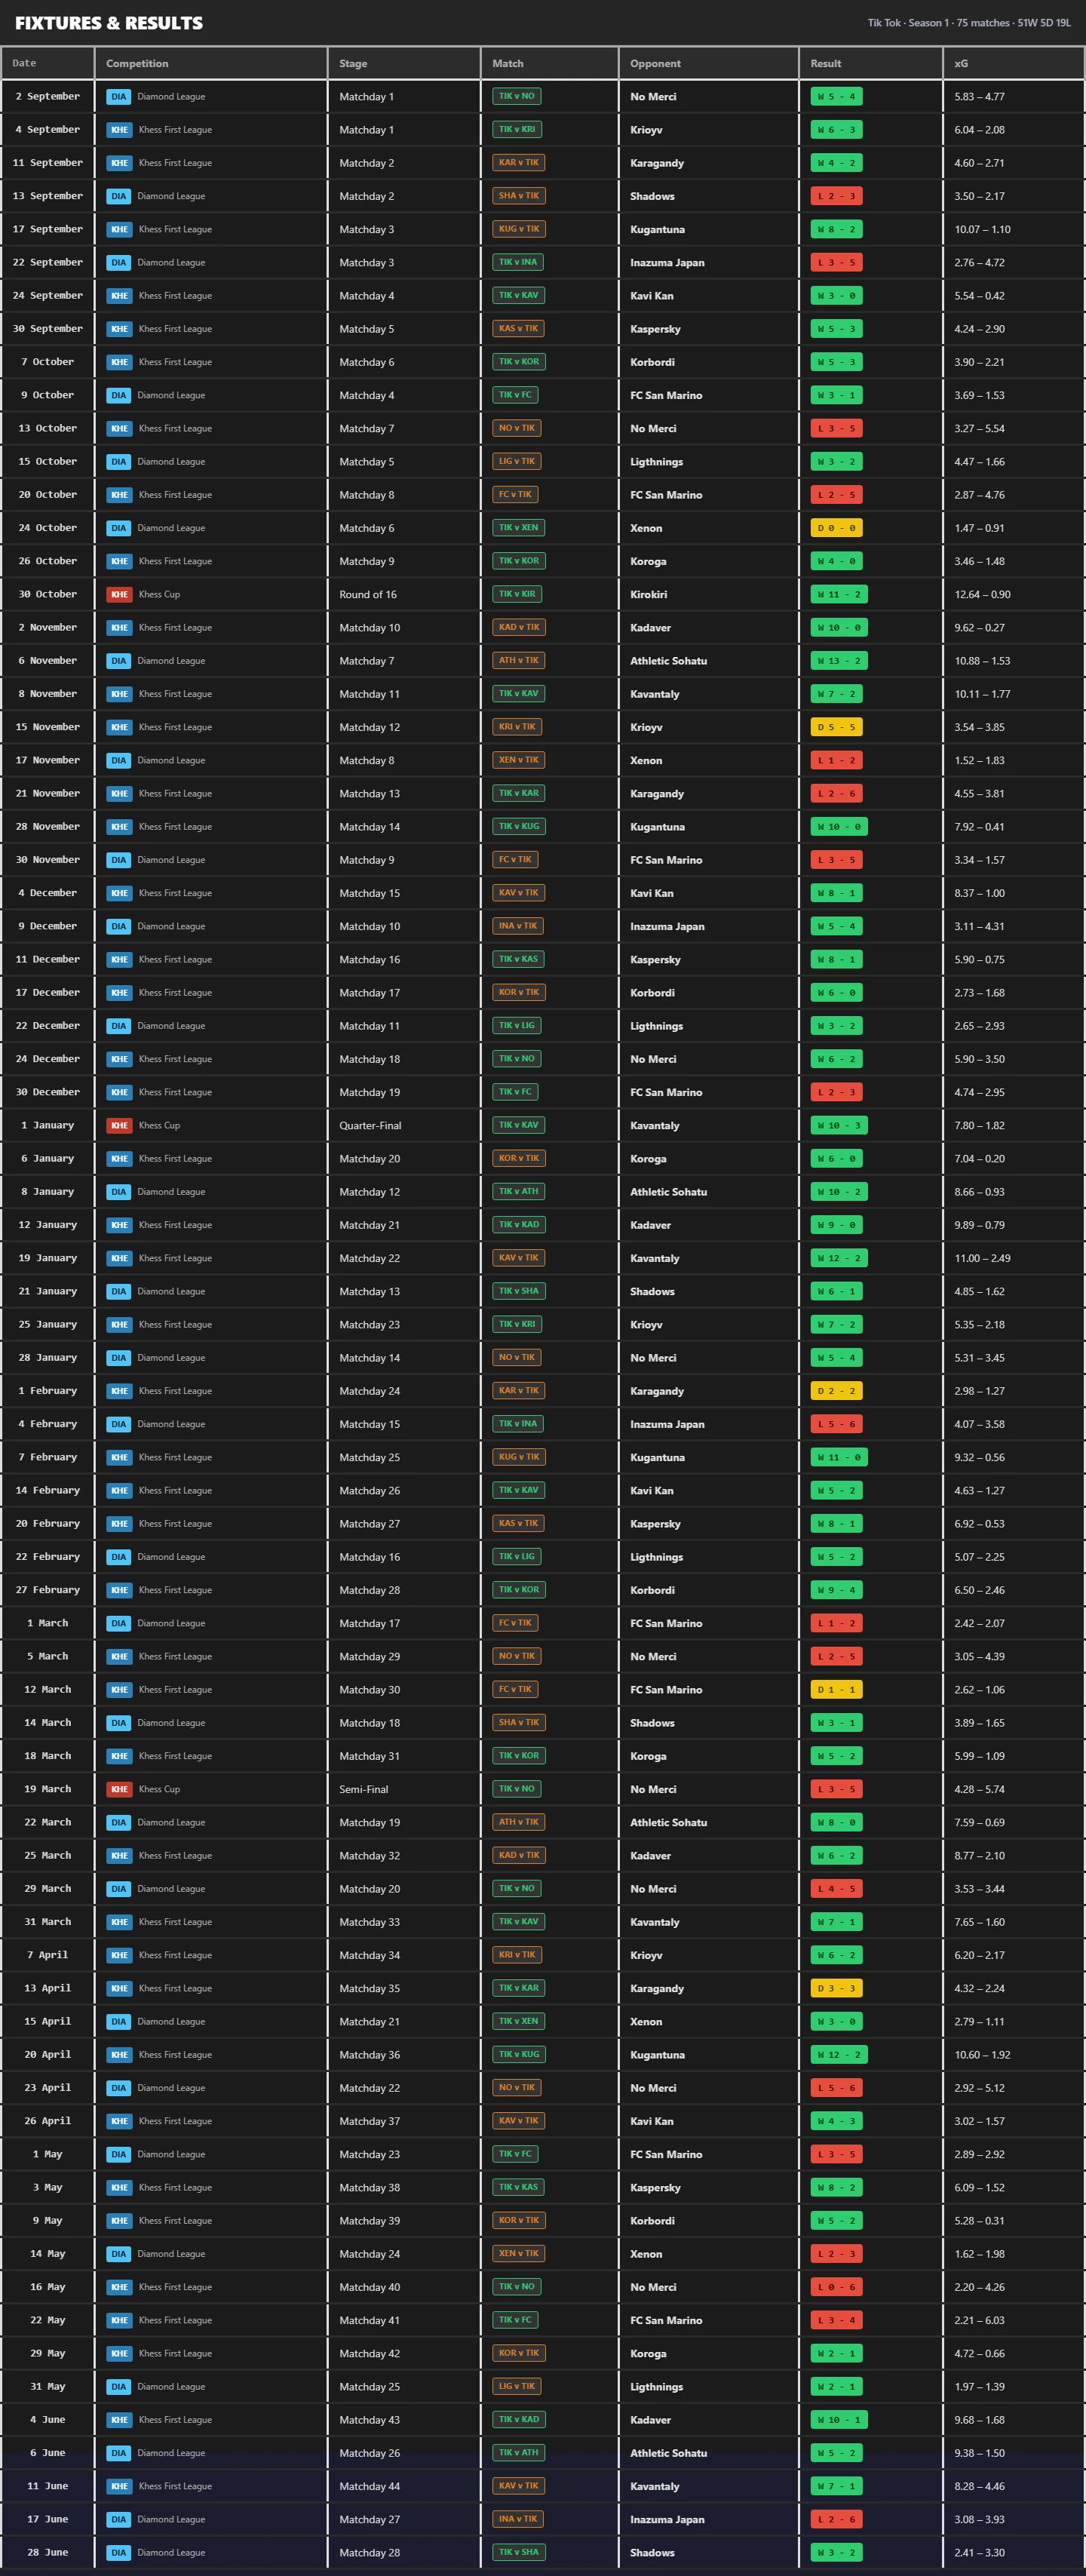 FIXTURES & RESULTS
Tik Tok · Season 1 · 75 matches · 51W 5D 19L
Date Competition Stage Match Opponent Result xG
2 September DIA Diamond League Matchday 1 TIK v NO No Merci W 5 - 4 5.83 – 4.77
4 September KHE Khess First League Matchday 1 TIK v KRI Krioyv W 6 - 3 6.04 – 2.08
11 September KHE Khess First League Matchday 2 KAR v TIK Karagandy W 4 - 2 4.60 – 2.71
13 September DIA Diamond League Matchday 2 SHA v TIK Shadows L 2 - 3 3.50 – 2.17
17 September KHE Khess First League Matchday 3 KUG v TIK Kugantuna W 8 - 2 10.07 – 1.10
22 September DIA Diamond League Matchday 3 TIK v INA Inazuma Japan L 3 - 5 2.76 – 4.72
24 September KHE Khess First League Matchday 4 TIK v KAV Kavi Kan W 3 - 0 5.54 – 0.42
30 September KHE Khess First League Matchday 5 KAS v TIK Kaspersky W 5 - 3 4.24 – 2.90
7 October KHE Khess First League Matchday 6 TIK v KOR Korbordi W 5 - 3 3.90 – 2.21
9 October DIA Diamond League Matchday 4 TIK v FC FC San Marino W 3 - 1 3.69 – 1.53
13 October KHE Khess First League Matchday 7 NO v TIK No Merci L 3 - 5 3.27 – 5.54
15 October DIA Diamond League Matchday 5 LIG v TIK Ligthnings W 3 - 2 4.47 – 1.66
20 October KHE Khess First League Matchday 8 FC v TIK FC San Marino L 2 - 5 2.87 – 4.76
24 October DIA Diamond League Matchday 6 TIK v XEN Xenon D 0 - 0 1.47 – 0.91
26 October KHE Khess First League Matchday 9 TIK v KOR Koroga W 4 - 0 3.46 – 1.48
30 October KHE Khess Cup Round of 16 TIK v KIR Kirokiri W 11 - 2 12.64 – 0.90
2 November KHE Khess First League Matchday 10 KAD v TIK Kadaver W 10 - 0 9.62 – 0.27
6 November DIA Diamond League Matchday 7 ATH v TIK Athletic Sohatu W 13 - 2 10.88 – 1.53
8 November KHE Khess First League Matchday 11 TIK v KAV Kavantaly W 7 - 2 10.11 – 1.77
15 November KHE Khess First League Matchday 12 KRI v TIK Krioyv D 5 - 5 3.54 – 3.85
17 November DIA Diamond League Matchday 8 XEN v TIK Xenon L 1 - 2 1.52 – 1.83
21 November KHE Khess First League Matchday 13 TIK v KAR Karagandy L 2 - 6 4.55 – 3.81
28 November KHE Khess First League Matchday 14 TIK v KUG Kugantuna W 10 - 0 7.92 – 0.41
30 November DIA Diamond League Matchday 9 FC v TIK FC San Marino L 3 - 5 3.34 – 1.57
4 December KHE Khess First League Matchday 15 KAV v TIK Kavi Kan W 8 - 1 8.37 – 1.00
9 December DIA Diamond League Matchday 10 INA v TIK Inazuma Japan W 5 - 4 3.11 – 4.31
11 December KHE Khess First League Matchday 16 TIK v KAS Kaspersky W 8 - 1 5.90 – 0.75
17 December KHE Khess First League Matchday 17 KOR v TIK Korbordi W 6 - 0 2.73 – 1.68
22 December DIA Diamond League Matchday 11 TIK v LIG Ligthnings W 3 - 2 2.65 – 2.93
24 December KHE Khess First League Matchday 18 TIK v NO No Merci W 6 - 2 5.90 – 3.50
30 December KHE Khess First League Matchday 19 TIK v FC FC San Marino L 2 - 3 4.74 – 2.95
1 January KHE Khess Cup Quarter-Final TIK v KAV Kavantaly W 10 - 3 7.80 – 1.82
6 January KHE Khess First League Matchday 20 KOR v TIK Koroga W 6 - 0 7.04 – 0.20
8 January DIA Diamond League Matchday 12 TIK v ATH Athletic Sohatu W 10 - 2 8.66 – 0.93
12 January KHE Khess First League Matchday 21 TIK v KAD Kadaver W 9 - 0 9.89 – 0.79
19 January KHE Khess First League Matchday 22 KAV v TIK Kavantaly W 12 - 2 11.00 – 2.49
21 January DIA Diamond League Matchday 13 TIK v SHA Shadows W 6 - 1 4.85 – 1.62
25 January KHE Khess First League Matchday 23 TIK v KRI Krioyv W 7 - 2 5.35 – 2.18
28 January DIA Diamond League Matchday 14 NO v TIK No Merci W 5 - 4 5.31 – 3.45
1 February KHE Khess First League Matchday 24 KAR v TIK Karagandy D 2 - 2 2.98 – 1.27
4 February DIA Diamond League Matchday 15 TIK v INA Inazuma Japan L 5 - 6 4.07 – 3.58
7 February KHE Khess First League Matchday 25 KUG v TIK Kugantuna W 11 - 0 9.32 – 0.56
14 February KHE Khess First League Matchday 26 TIK v KAV Kavi Kan W 5 - 2 4.63 – 1.27
20 February KHE Khess First League Matchday 27 KAS v TIK Kaspersky W 8 - 1 6.92 – 0.53
22 February DIA Diamond League Matchday 16 TIK v LIG Ligthnings W 5 - 2 5.07 – 2.25
27 February KHE Khess First League Matchday 28 TIK v KOR Korbordi W 9 - 4 6.50 – 2.46
1 March DIA Diamond League Matchday 17 FC v TIK FC San Marino L 1 - 2 2.42 – 2.07
5 March KHE Khess First League Matchday 29 NO v TIK No Merci L 2 - 5 3.05 – 4.39
12 March KHE Khess First League Matchday 30 FC v TIK FC San Marino D 1 - 1 2.62 – 1.06
14 March DIA Diamond League Matchday 18 SHA v TIK Shadows W 3 - 1 3.89 – 1.65
18 March KHE Khess First League Matchday 31 TIK v KOR Koroga W 5 - 2 5.99 – 1.09
19 March KHE Khess Cup Semi-Final TIK v NO No Merci L 3 - 5 4.28 – 5.74
22 March DIA Diamond League Matchday 19 ATH v TIK Athletic Sohatu W 8 - 0 7.59 – 0.69
25 March KHE Khess First League Matchday 32 KAD v TIK Kadaver W 6 - 2 8.77 – 2.10
29 March DIA Diamond League Matchday 20 TIK v NO No Merci L 4 - 5 3.53 – 3.44
31 March KHE Khess First League Matchday 33 TIK v KAV Kavantaly W 7 - 1 7.65 – 1.60
7 April KHE Khess First League Matchday 34 KRI v TIK Krioyv W 6 - 2 6.20 – 2.17
13 April KHE Khess First League Matchday 35 TIK v KAR Karagandy D 3 - 3 4.32 – 2.24
15 April DIA Diamond League Matchday 21 TIK v XEN Xenon W 3 - 0 2.79 – 1.11
20 April KHE Khess First League Matchday 36 TIK v KUG Kugantuna W 12 - 2 10.60 – 1.92
23 April DIA Diamond League Matchday 22 NO v TIK No Merci L 5 - 6 2.92 – 5.12
26 April KHE Khess First League Matchday 37 KAV v TIK Kavi Kan W 4 - 3 3.02 – 1.57
1 May DIA Diamond League Matchday 23 TIK v FC FC San Marino L 3 - 5 2.89 – 2.92
3 May KHE Khess First League Matchday 38 TIK v KAS Kaspersky W 8 - 2 6.09 – 1.52
9 May KHE Khess First League Matchday 39 KOR v TIK Korbordi W 5 - 2 5.28 – 0.31
14 May DIA Diamond League Matchday 24 XEN v TIK Xenon L 2 - 3 1.62 – 1.98
16 May KHE Khess First League Matchday 40 TIK v NO No Merci L 0 - 6 2.20 – 4.26
22 May KHE Khess First League Matchday 41 TIK v FC FC San Marino L 3 - 4 2.21 – 6.03
29 May KHE Khess First League Matchday 42 KOR v TIK Koroga W 2 - 1 4.72 – 0.66
31 May DIA Diamond League Matchday 25 LIG v TIK Ligthnings W 2 - 1 1.97 – 1.39
4 June KHE Khess First League Matchday 43 TIK v KAD Kadaver W 10 - 1 9.68 – 1.68
6 June DIA Diamond League Matchday 26 TIK v ATH Athletic Sohatu W 5 - 2 9.38 – 1.50
11 June KHE Khess First League Matchday 44 KAV v TIK Kavantaly W 7 - 1 8.28 – 4.46
17 June DIA Diamond League Matchday 27 INA v TIK Inazuma Japan L 2 - 6 3.08 – 3.93
28 June DIA Diamond League Matchday 28 TIK v SHA Shadows W 3 - 2 2.41 – 3.30